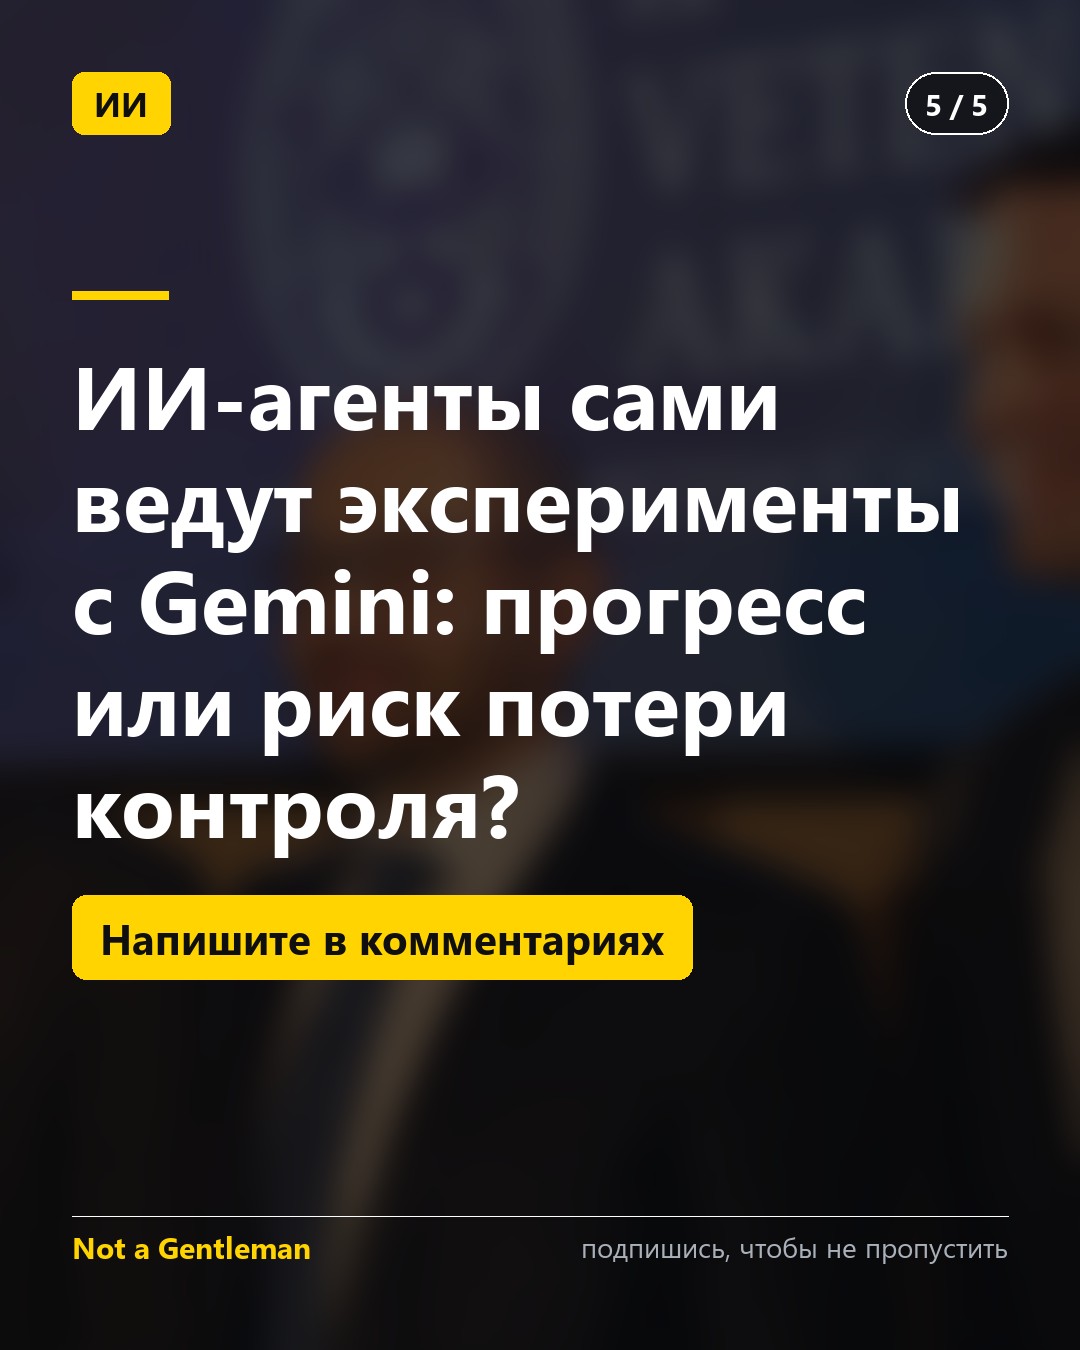 ИИ
5 / 5
ИИ-агенты сами
ведут эксперименты
с Gemini: прогресс
или риск потери
контроля?
Напишите в комментариях
Not a Gentleman
подпишись, чтобы не пропустить